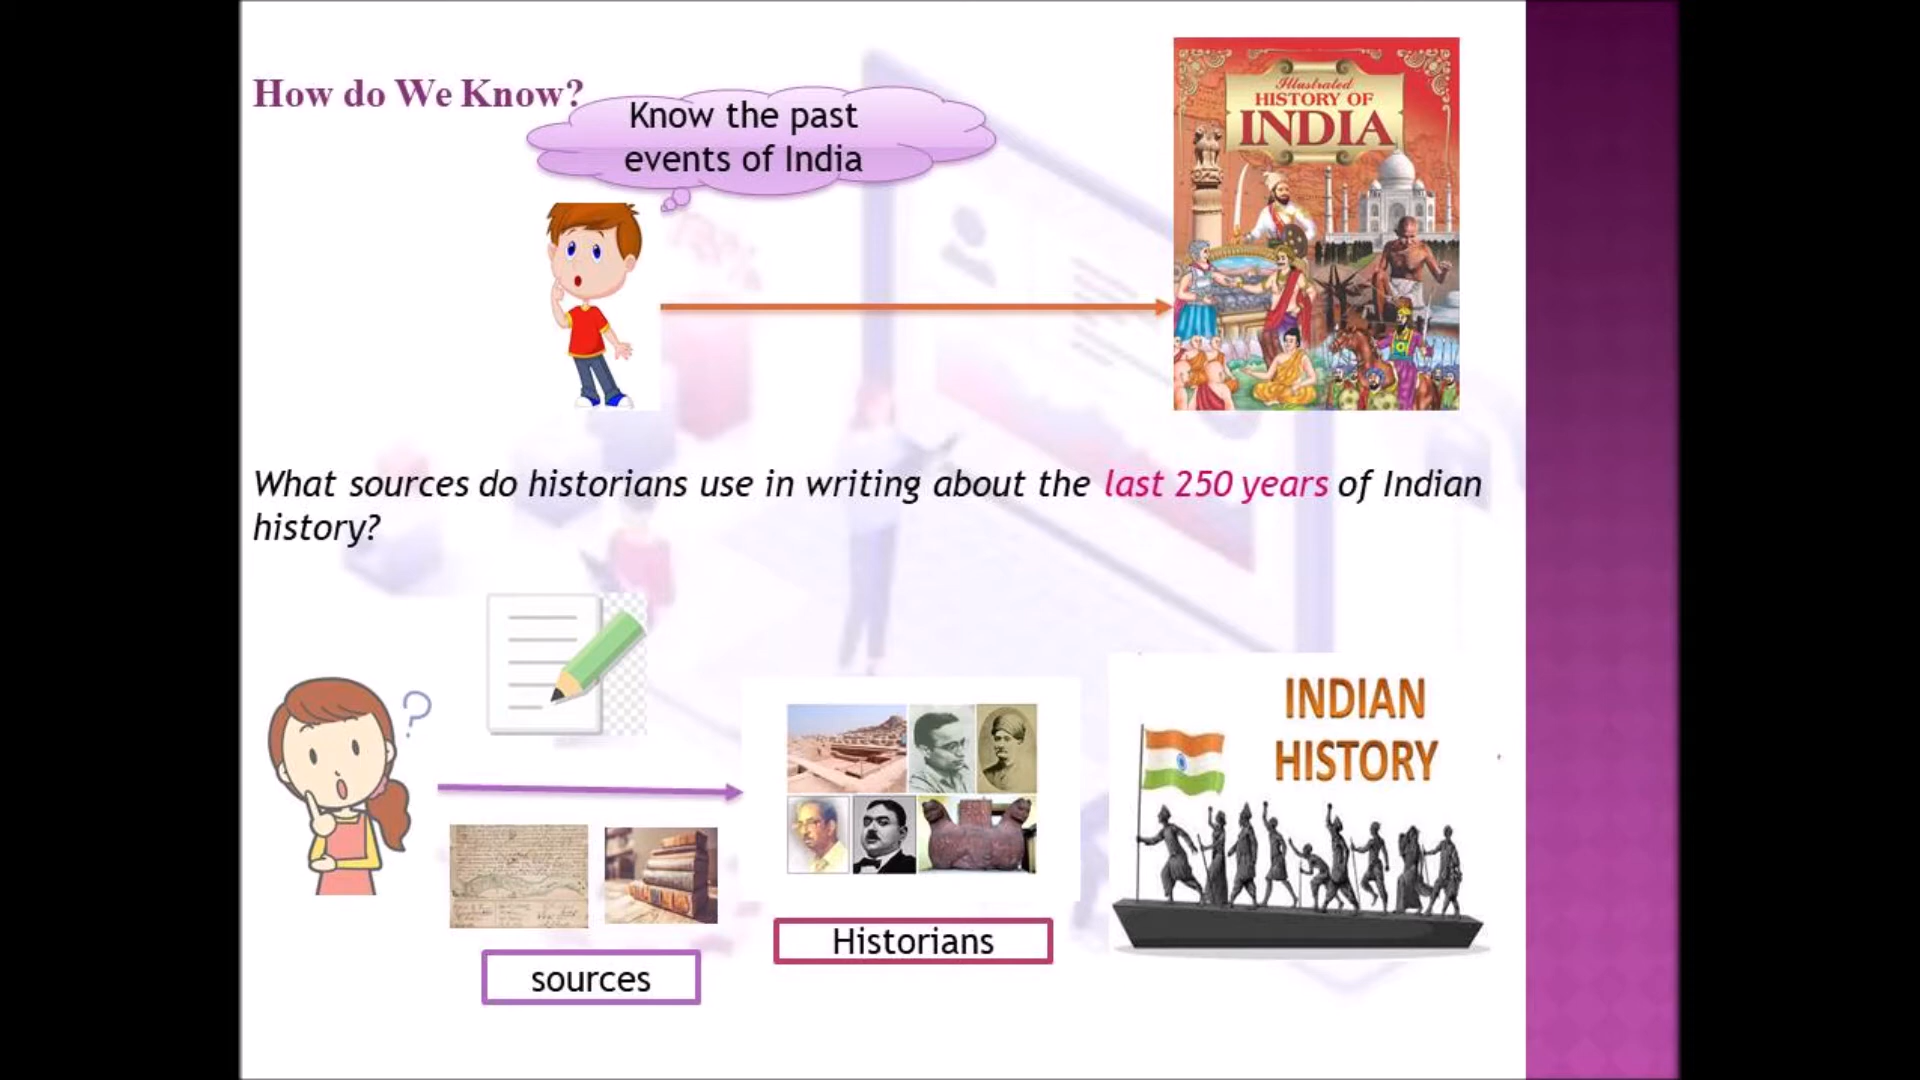 How do We Know?
Know the past
events of India
Illustrated
HISTORY OF
INDIA
What sources do historians use in writing about the last 250 years of Indian
history?
?
INDIAN
HISTORY
Historians
sources